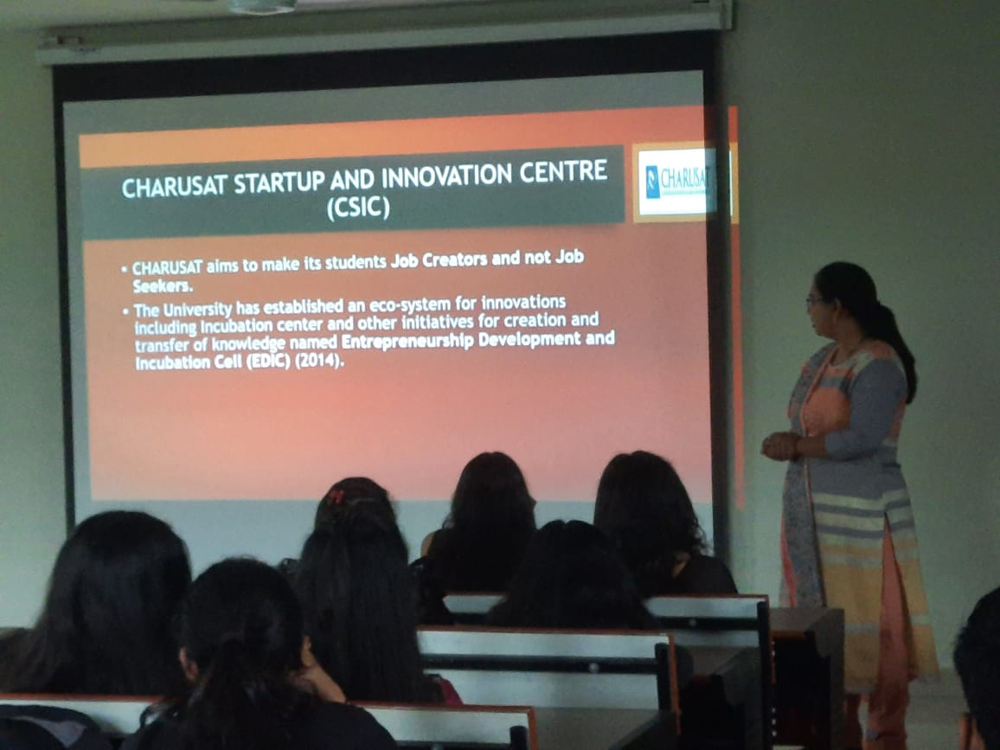 CHARUSAT STARTUP AND INNOVATION CENTRE
(CSIC)
CHARUSAT
• CHARUSAT aims to make its students Job Creators and not Job
Seekers.
• The University has established an eco-system for innovations
including Incubation center and other initiatives for creation and
transfer of knowledge named Entrepreneurship Development and
Incubation Cell (EDIC) (2014).